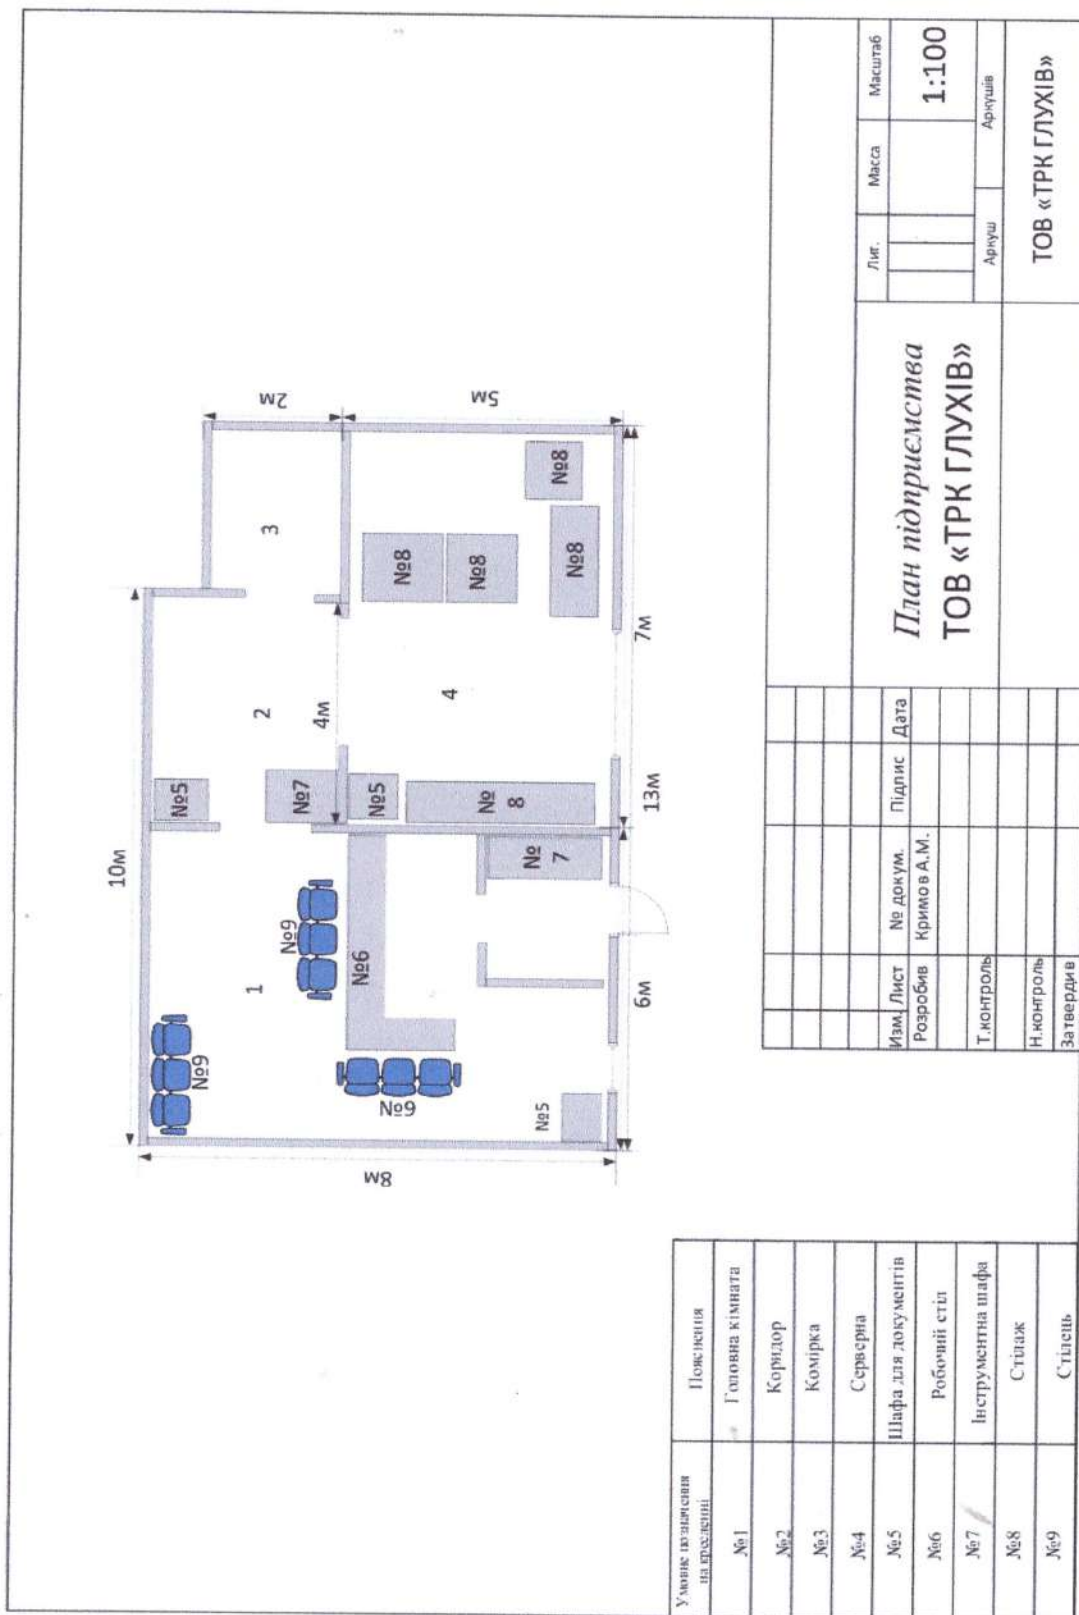 10м
8м
2м
5м
4м
7м
13м
6м
1
2
3
4
№9
№9
№9
№6
№5
№7
№5
№8
№7
№5
№8
№8
№8
№8
Умовне позначення на кресленні Пояснення
№1 Головна кімната
№2 Коридор
№3 Комірка
№4 Серверна
№5 Шафа для документів
№6 Робочий стіл
№7 Інструментна шафа
№8 Стілаж
№9 Стілець
Изм. Лист № докум. Підпис Дата
Розробив Кримов А.М.
Т.контроль
Н.контроль
Затвердив
План підприємства
ТОВ «ТРК ГЛУХІВ»
Лит. Масса Масштаб
1:100
Аркуш Аркушів
ТОВ «ТРК ГЛУХІВ»